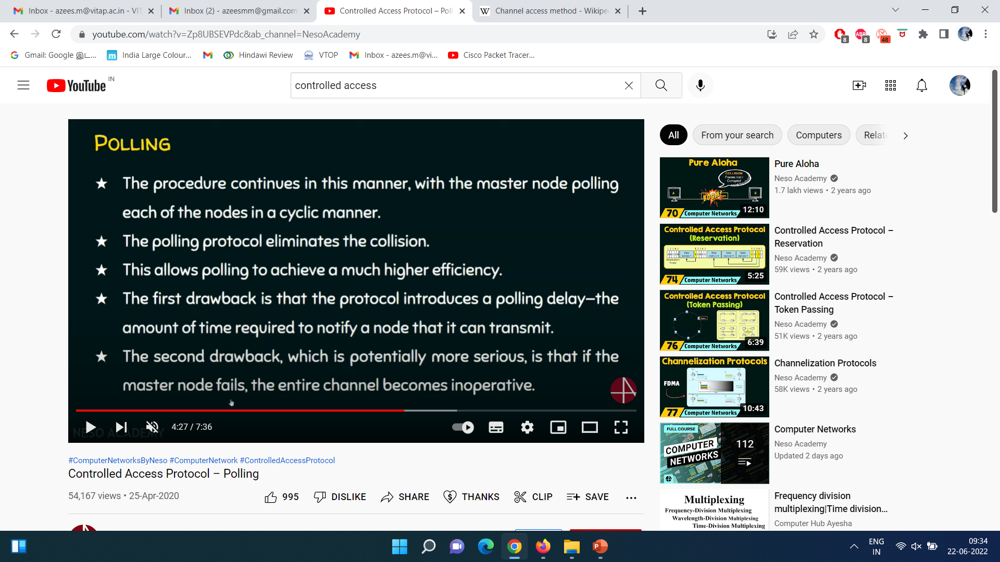 Inbox - azees.m@vitap.ac.in - VIT
Inbox (2) - azeesmm@gmail.com
Controlled Access Protocol – Poll
Channel access method - Wikipe
youtube.com/watch?v=Zp8UBSEVPdc&ab_channel=NesoAcademy
8
ABP
8
48
Gmail: Google இட...
m
India Large Colour...
Hindawi Review
VTOP
Inbox - azees.m@vi...
Cisco Packet Tracer...
YouTube IN
controlled access
POLLING
★ The procedure continues in this manner, with the master node polling
each of the nodes in a cyclic manner.
★ The polling protocol eliminates the collision.
★ This allows polling to achieve a much higher efficiency.
★ The first drawback is that the protocol introduces a polling delay–the
amount of time required to notify a node that it can transmit.
★ The second drawback, which is potentially more serious, is that if the
master node fails, the entire channel becomes inoperative.
4:27 / 7:36
NESO ACADEMY
#ComputerNetworksByNeso #ComputerNetwork #ControlledAccessProtocol
Controlled Access Protocol – Polling
54,167 views • 25-Apr-2020
995
DISLIKE
SHARE
THANKS
CLIP
SAVE
All
From your search
Computers
Relate
Pure Aloha
COLLISION
Frames lost /
Corrupted
A
BOOM!
B
70
Computer Networks
12:10
Pure Aloha
Neso Academy
1.7 lakh views • 2 years ago
Controlled Access Protocol
(Reservation)
74
Computer Networks
5:25
Controlled Access Protocol –
Reservation
Neso Academy
59K views • 2 years ago
Controlled Access Protocol
(Token Passing)
76
Computer Networks
6:39
Controlled Access Protocol –
Token Passing
Neso Academy
51K views • 2 years ago
Channelization Protocols
FDMA
77
Computer Networks
10:43
Channelization Protocols
Neso Academy
58K views • 2 years ago
FULL COURSE
COMPUTER
NETWORKS
112
Computer Networks
Neso Academy
Updated 2 days ago
Multiplexing
Frequency-Division Multiplexing
Wavelength-Division Multiplexing
Time-Division Multiplexing
Frequency division
multiplexing|Time division...
Computer Hub Ayesha
ENG
IN
09:34
22-06-2022